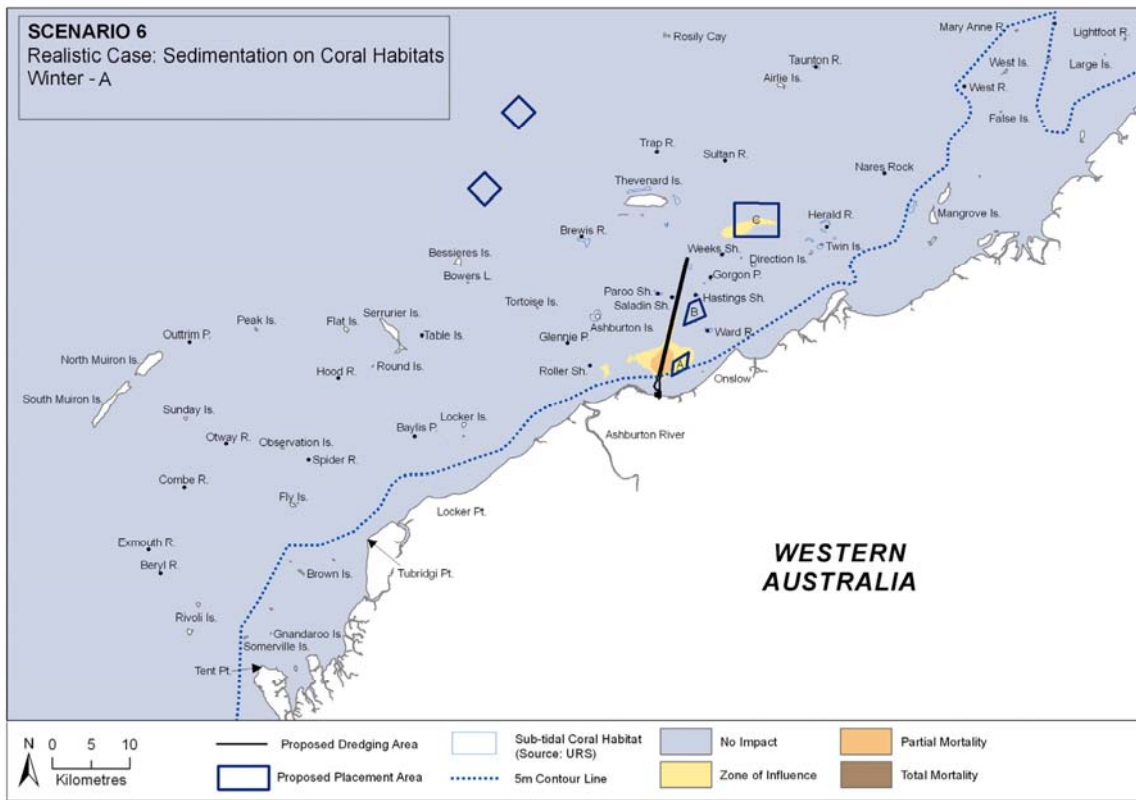 SCENARIO 6
Realistic Case: Sedimentation on Coral Habitats
Winter - A
Rosily Cay
Mary Anne R.
Lightfoot R.
Taunton R.
Airlie Is.
West Is.
Large Is.
West R.
False Is.
Trap R.
Sultan R.
Nares Rock
Thevenard Is.
C
Herald R.
Mangrove Is.
Brewis R.
Weeks Sh.
Twin Is.
Direction Is.
Bessieres Is.
Bowers L.
Gorgon P.
Paroo Sh.
Saladin Sh.
Hastings Sh.
B
Tortoise Is.
Ashburton Is.
Ward R.
Peak Is.
Flat Is.
Serrurier Is.
Table Is.
Glennie P.
Outtrim P.
North Muiron Is.
Round Is.
Hood R.
Roller Sh.
A
Onslow
South Muiron Is.
Sunday Is.
Otway R.
Observation Is.
Baylis P.
Locker Is.
Ashburton River
Spider R.
Combe R.
Fly Is.
Locker Pt.
Exmouth R.
Beryl R.
Brown Is.
Tubridgi Pt.
WESTERN
AUSTRALIA
Rivoli Is.
Gnandaroo Is.
Somerville Is.
Tent Pt.
N
0 5 10
Kilometres
Proposed Dredging Area
Proposed Placement Area
Sub-tidal Coral Habitat
(Source: URS)
5m Contour Line
No Impact
Zone of Influence
Partial Mortality
Total Mortality